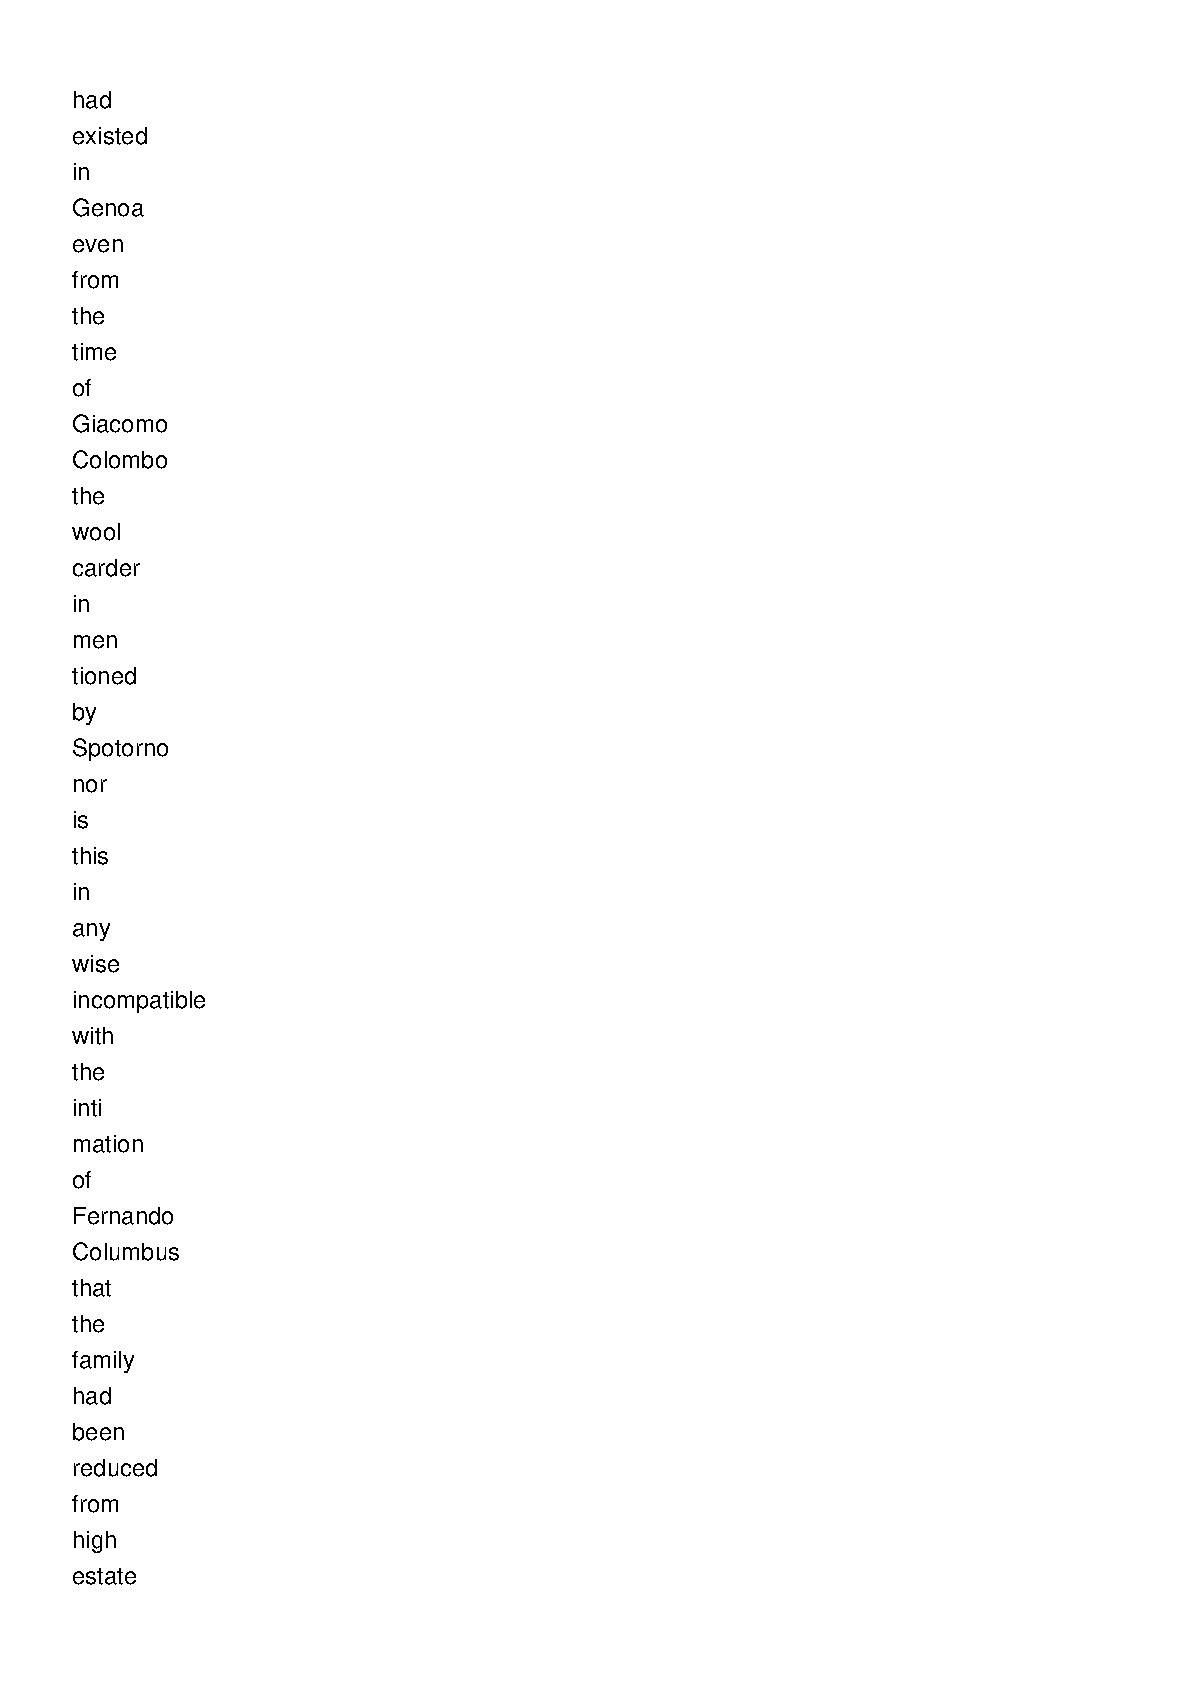 had
existed
in
Genoa
even
from
the
time
of
Giacomo
Colombo
the
wool
carder
in
men
tioned
by
Spotorno
nor
is
this
in
any
wise
incompatible
with
the
inti
mation
of
Fernando
Columbus
that
the
family
had
been
reduced
from
high
estate